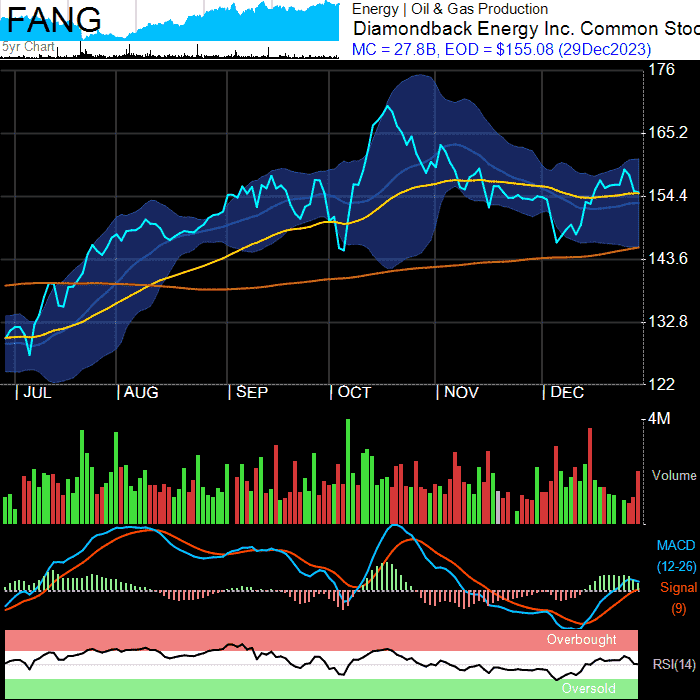 FANG
5yr Chart
Energy | Oil & Gas Production
Diamondback Energy Inc. Common Stoc
MC = 27.8B, EOD = $155.08 (29Dec2023)
176
165.2
154.4
143.6
132.8
122
| JUL | AUG | SEP | OCT | NOV | DEC
4M
Volume
MACD
(12-26)
Signal
(9)
Overbought
RSI(14)
Oversold